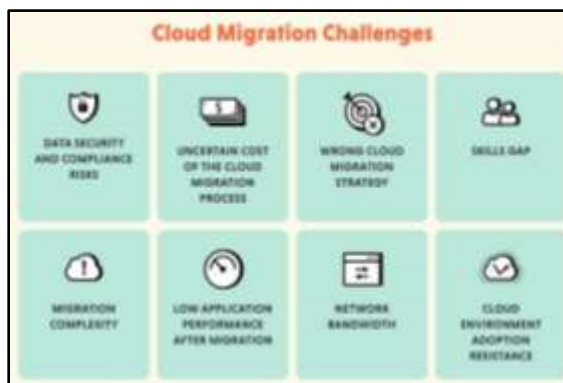 Cloud Migration Challenges
DATA SECURITY
AND COMPLIANCE
RISKS
UNCERTAIN COST
OF THE CLOUD
MIGRATION
PROCESS
WRONG CLOUD
MIGRATION
STRATEGY
SKILLS GAP
MIGRATION
COMPLEXITY
LOW APPLICATION
PERFORMANCE
AFTER MIGRATION
NETWORK
BANDWIDTH
CLOUD
ENVIRONMENT
ADOPTION
RESISTANCE